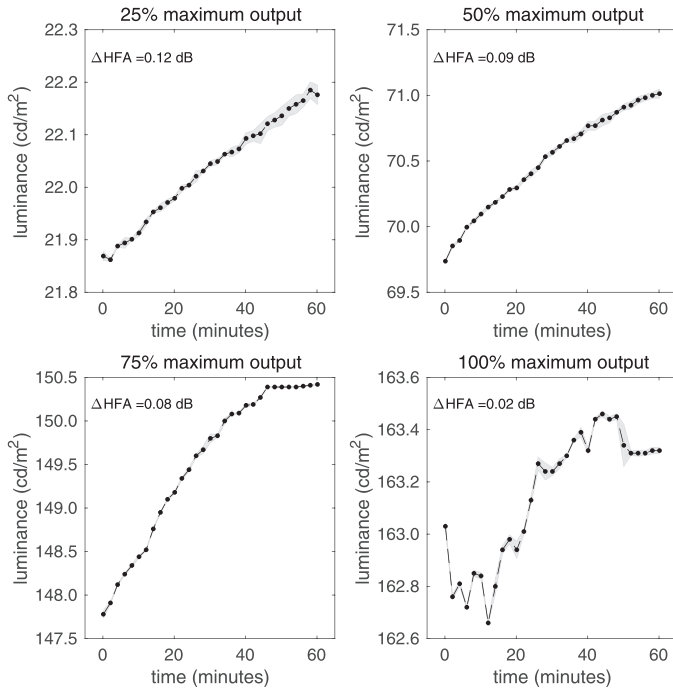 25% maximum output
22.3
22.2
22.1
22.0
21.9
21.8
luminance (cd/m²)
ΔHFA =0.12 dB
0 20 40 60
time (minutes)
50% maximum output
71.5
71.0
70.5
70.0
69.5
luminance (cd/m²)
ΔHFA =0.09 dB
0 20 40 60
time (minutes)
75% maximum output
150.5
150.0
149.5
149.0
148.5
148.0
147.5
luminance (cd/m²)
ΔHFA =0.08 dB
0 20 40 60
time (minutes)
100% maximum output
163.6
163.4
163.2
163.0
162.8
162.6
luminance (cd/m²)
ΔHFA =0.02 dB
0 20 40 60
time (minutes)